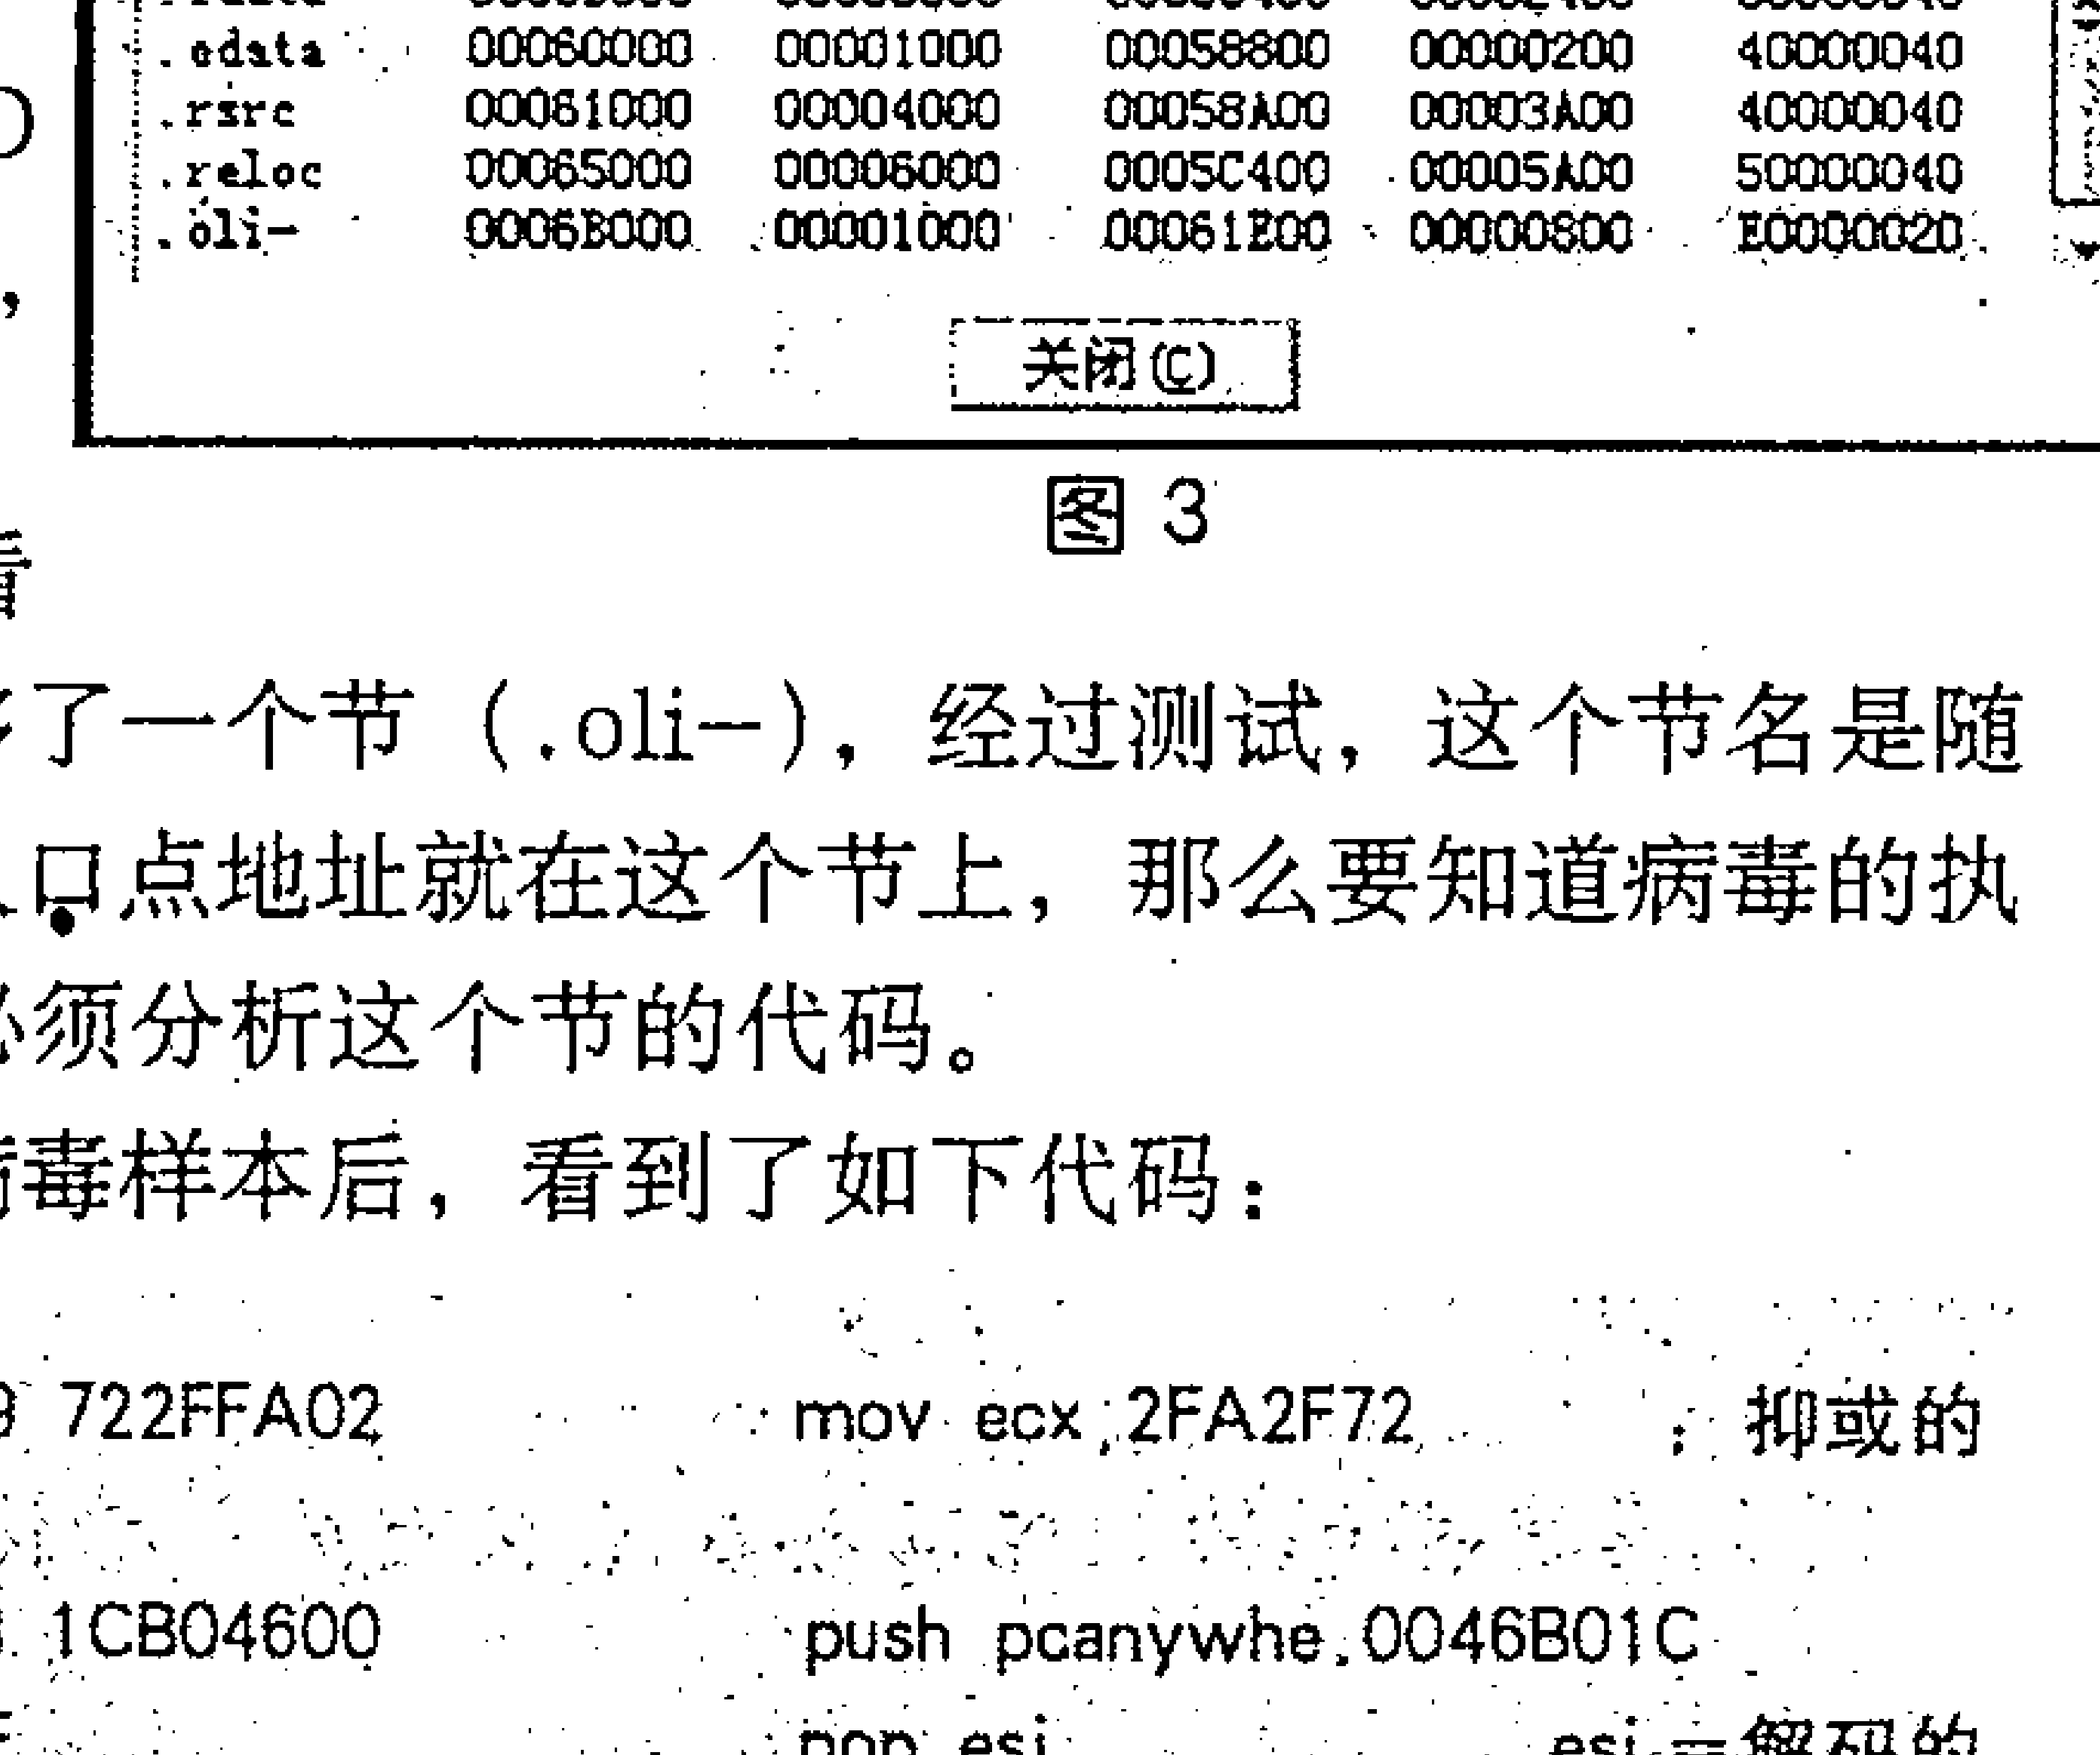 .edata 00060000 00001000 00058800 00000200 40000040
.rsrc 00061000 00004000 00058A00 00003A00 40000040
.reloc 00065000 00006000 0005C400 00005A00 50000040
.oli- 0006B000 00001000 00061E00 00000800 E0000020
关闭(C)
图 3
了一个节 (.oli-)，经过测试，这个节名是随
口点地址就在这个节上，那么要知道病毒的执
必须分析这个节的代码。
毒样本后，看到了如下代码：
722FFA02 mov ecx,2FA2F72 ; 抑或的
1CB04600 push pcanywhe.0046B01C
pop esi esi =解码的